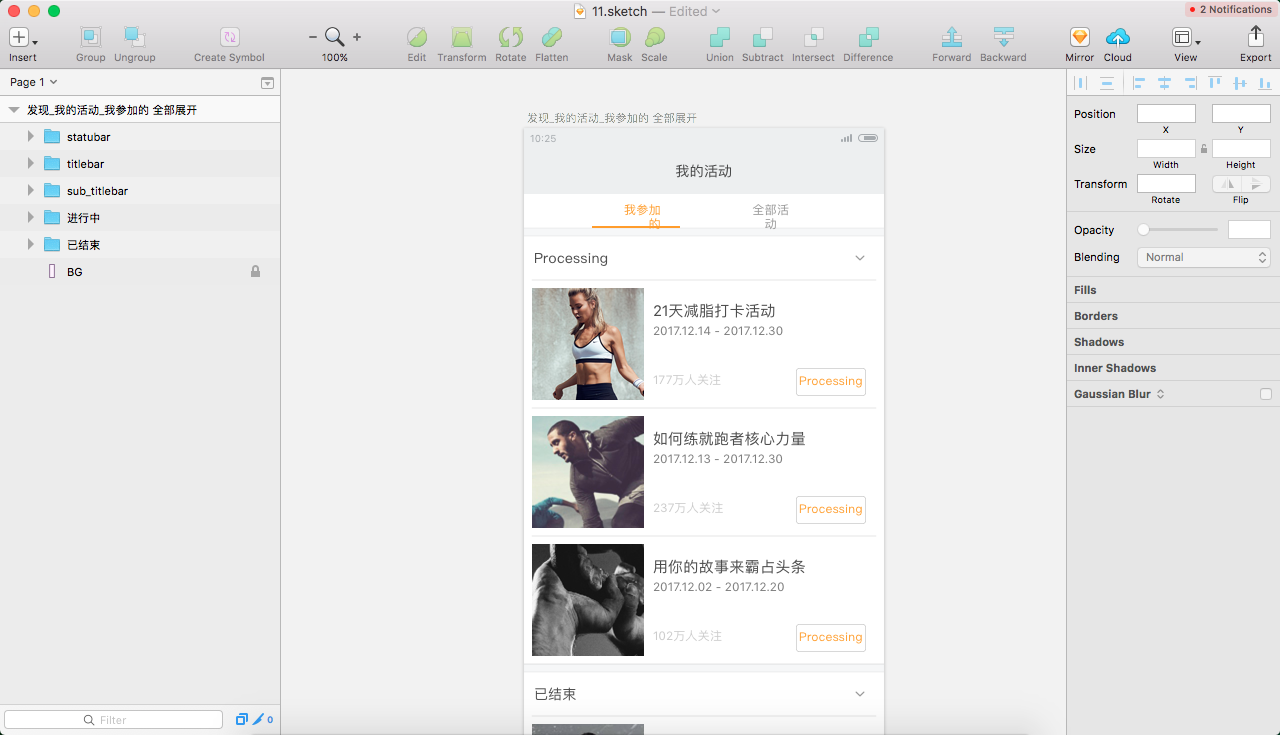 11.sketch — Edited
2 Notifications
Insert
Group
Ungroup
Create Symbol
100%
Edit
Transform
Rotate
Flatten
Mask
Scale
Union
Subtract
Intersect
Difference
Forward
Backward
Mirror
Cloud
View
Export
Page 1
发现_我的活动_我参加的 全部展开
statubar
titlebar
sub_titlebar
进行中
已结束
BG
Filter
0
发现_我的活动_我参加的 全部展开
10:25
我的活动
我参加
的
全部活
动
Processing
21天减脂打卡活动
2017.12.14 - 2017.12.30
177万人关注
Processing
如何练就跑者核心力量
2017.12.13 - 2017.12.30
237万人关注
Processing
用你的故事来霸占头条
2017.12.02 - 2017.12.20
102万人关注
Processing
已结束
Position
X
Y
Size
Width
Height
Transform
Rotate
Flip
Opacity
Blending
Normal
Fills
Borders
Shadows
Inner Shadows
Gaussian Blur